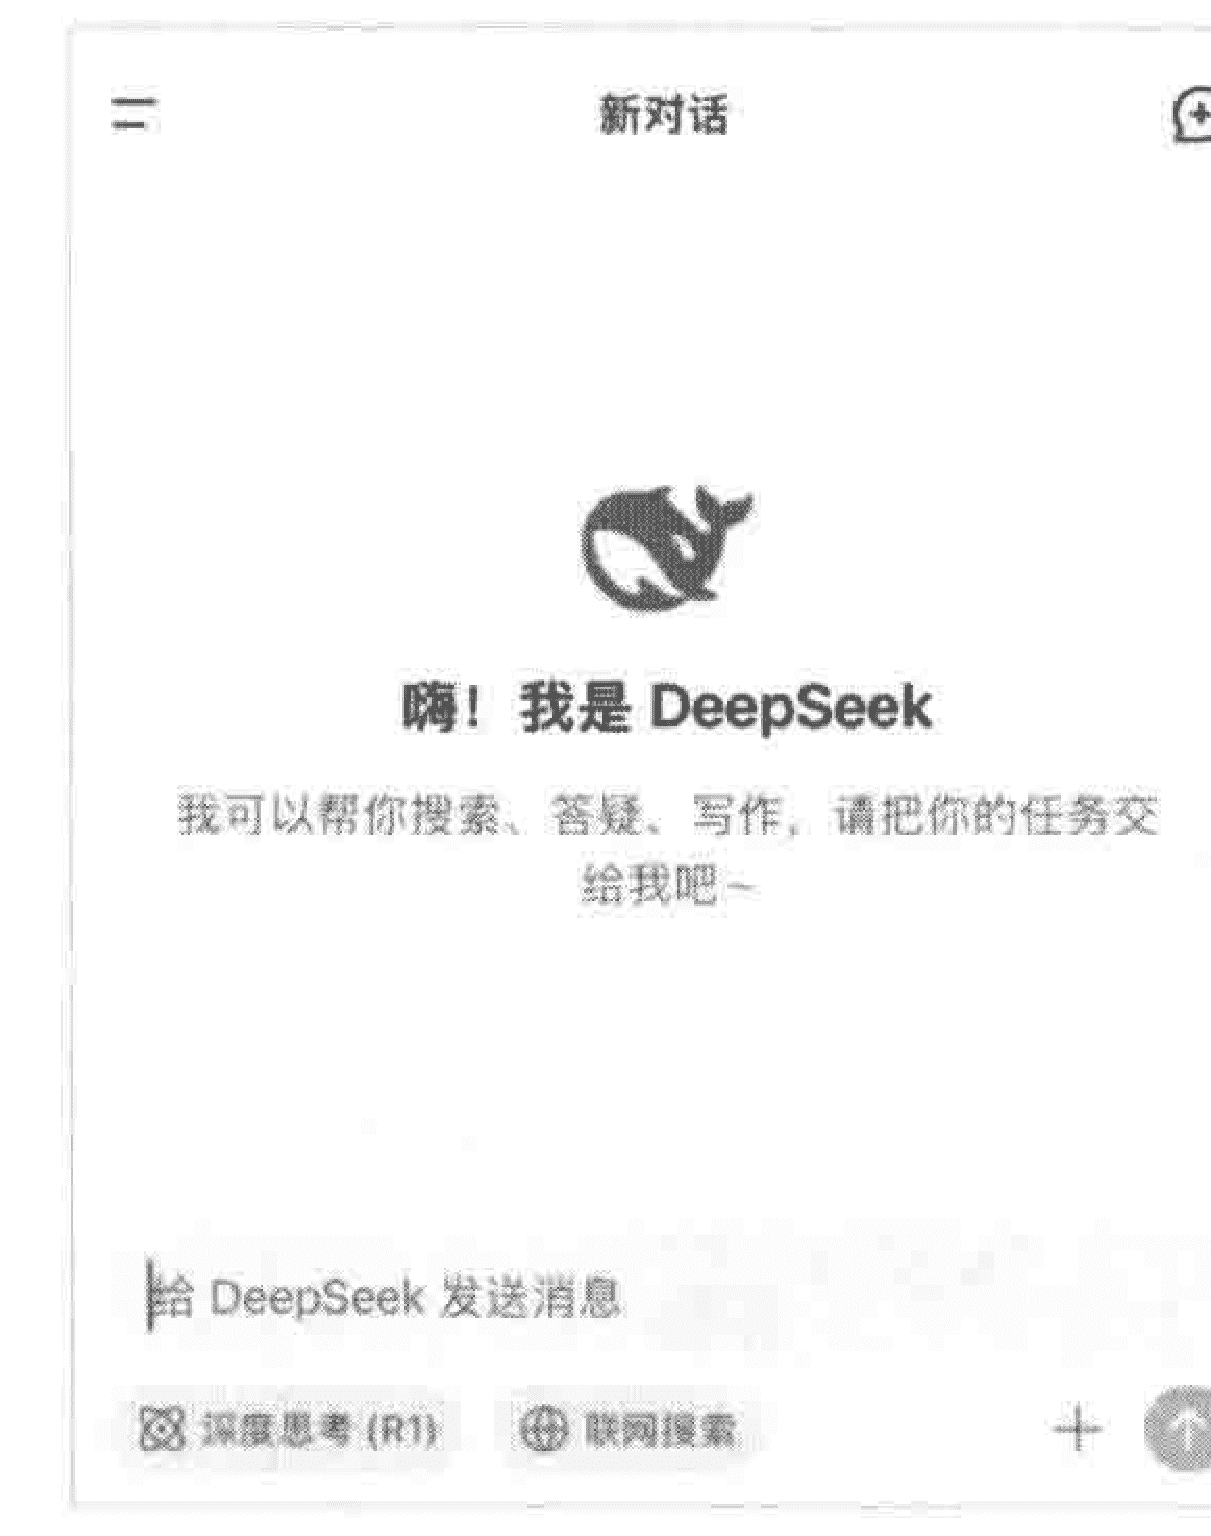 新对话
嗨！我是 DeepSeek
我可以帮你搜索、答疑、写作，请把你的任务交
给我吧~
给 DeepSeek 发送消息
深度思考 (R1) 联网搜索